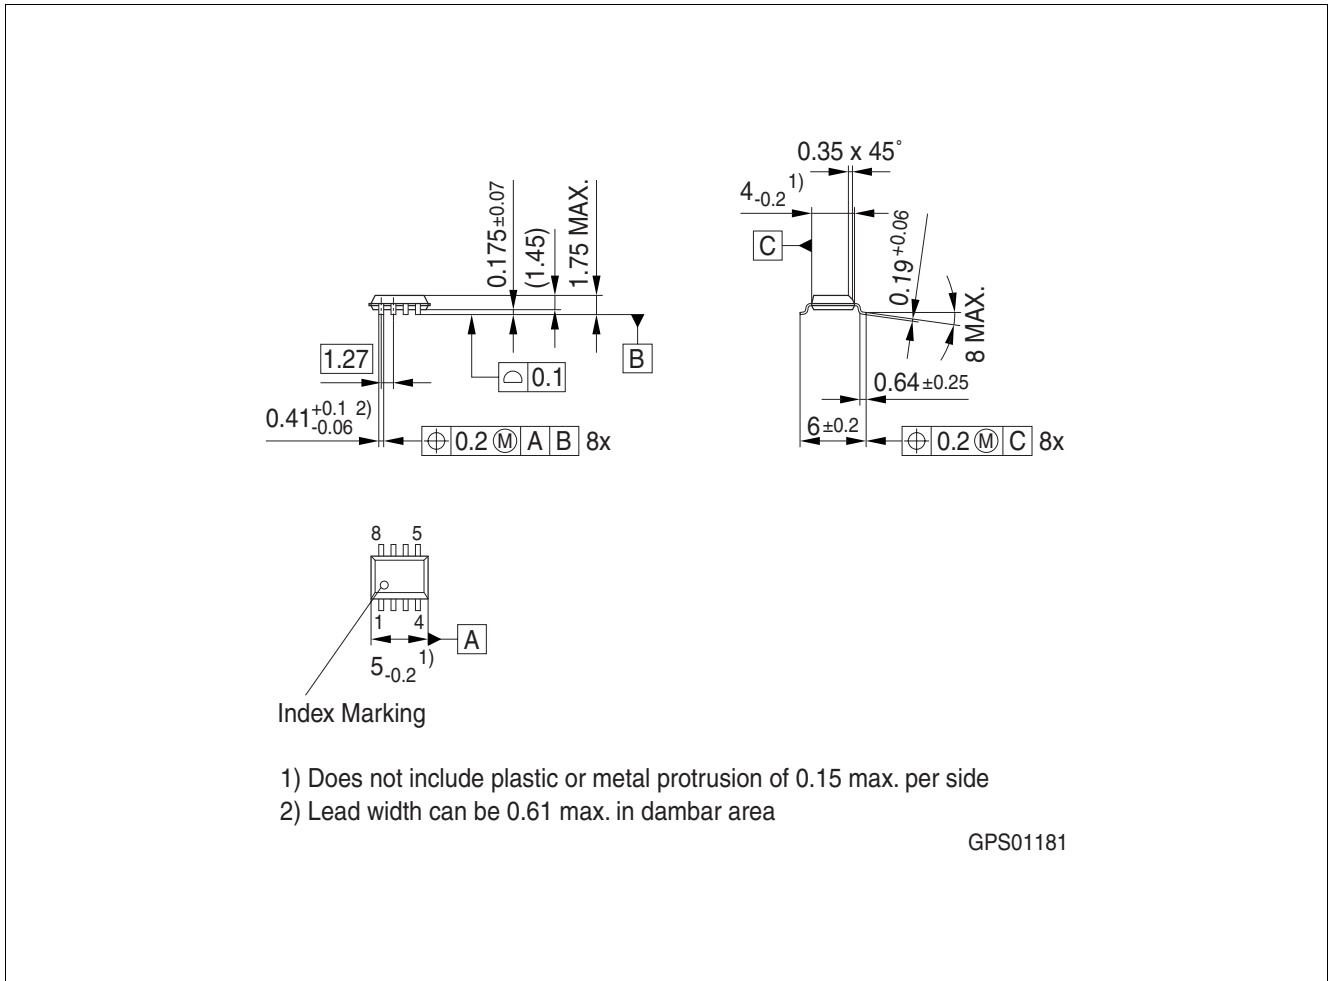 0.35 x 45°
4-0.2 1)
C
0.19 +0.06
8 MAX.
0.64 ±0.25
6 ±0.2
⌖ 0.2 Ⓜ C 8x
0.175 ±0.07
(1.45)
1.75 MAX.
B
1.27
⌓ 0.1
0.41 +0.1 -0.06 2)
⌖ 0.2 Ⓜ A B 8x
8 5
1 4
A
5-0.2 1)
Index Marking
1) Does not include plastic or metal protrusion of 0.15 max. per side
2) Lead width can be 0.61 max. in dambar area
GPS01181